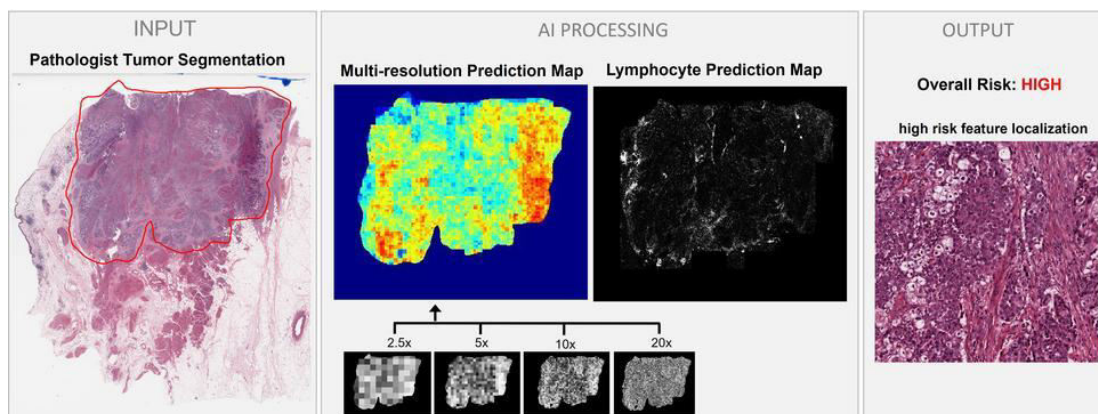 INPUT
Pathologist Tumor Segmentation
AI PROCESSING
Multi-resolution Prediction Map
Lymphocyte Prediction Map
2.5x
5x
10x
20x
OUTPUT
Overall Risk: HIGH
high risk feature localization